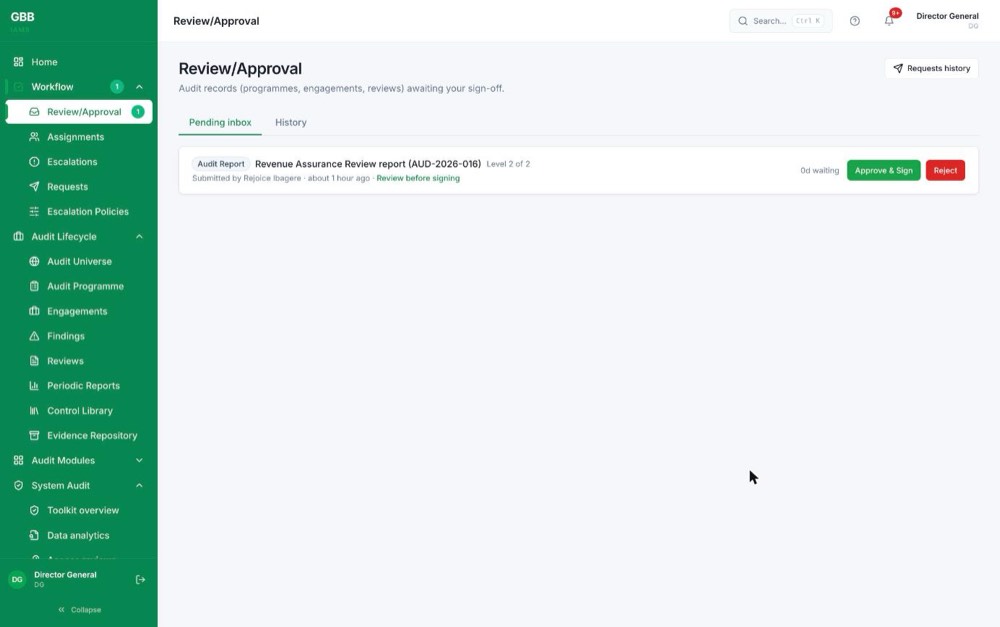 GBB
Review/Approval
Search...
Ctrl K
9+
Director General
DG
Home
Workflow
1
Review/Approval
1
Assignments
Escalations
Requests
Escalation Policies
Audit Lifecycle
Audit Universe
Audit Programme
Engagements
Findings
Reviews
Periodic Reports
Control Library
Evidence Repository
Audit Modules
System Audit
Toolkit overview
Data analytics
DG
Director General
DG
Collapse
Review/Approval
Requests history
Audit records (programmes, engagements, reviews) awaiting your sign-off.
Pending inbox
History
Audit Report Revenue Assurance Review report (AUD-2026-016) Level 2 of 2
Submitted by Rejoice Ibagere · about 1 hour ago · Review before signing
0d waiting
Approve & Sign
Reject